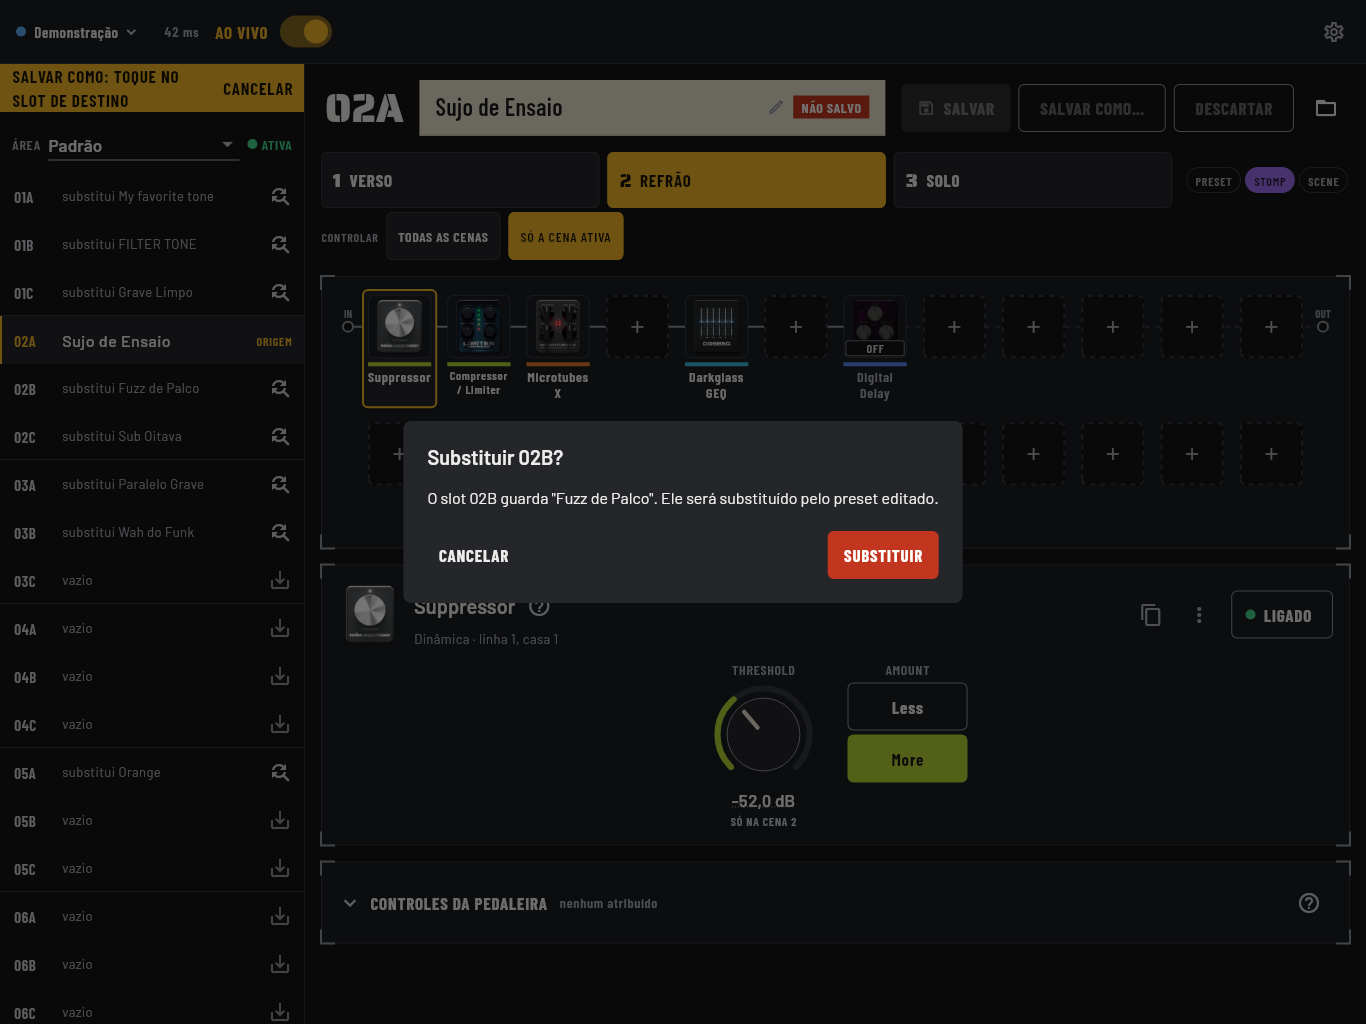 Demonstração
42 ms
AO VIVO
SALVAR COMO: TOQUE NO
SLOT DE DESTINO
CANCELAR
ÁREA
Padrão
ATIVA
01A substitui My favorite tone
01B substitui FILTER TONE
01C substitui Grave Limpo
02A Sujo de Ensaio ORIGEM
02B substitui Fuzz de Palco
02C substitui Sub Oitava
03A substitui Paralelo Grave
03B substitui Wah do Funk
03C vazio
04A vazio
04B vazio
04C vazio
05A substitui Orange
05B vazio
05C vazio
06A vazio
06B vazio
06C vazio
02A
Sujo de Ensaio
NÃO SALVO
SALVAR
SALVAR COMO...
DESCARTAR
1 VERSO
2 REFRÃO
3 SOLO
PRESET
STOMP
SCENE
CONTROLAR
TODAS AS CENAS
SÓ A CENA ATIVA
IN
OUT
LIMITER
OFF
Suppressor
Compressor
/ Limiter
Microtubes
X
Darkglass
GEQ
Digital
Delay
Substituir 02B?
O slot 02B guarda "Fuzz de Palco". Ele será substituído pelo preset editado.
CANCELAR
SUBSTITUIR
Suppressor
Dinâmica · linha 1, casa 1
LIGADO
THRESHOLD
-52,0 dB
SÓ NA CENA 2
AMOUNT
Less
More
CONTROLES DA PEDALEIRA
nenhum atribuído